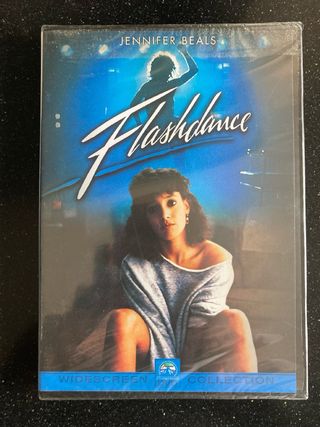 JENNIFER BEALS
Flashdance
WIDESCREEN COLLECTION